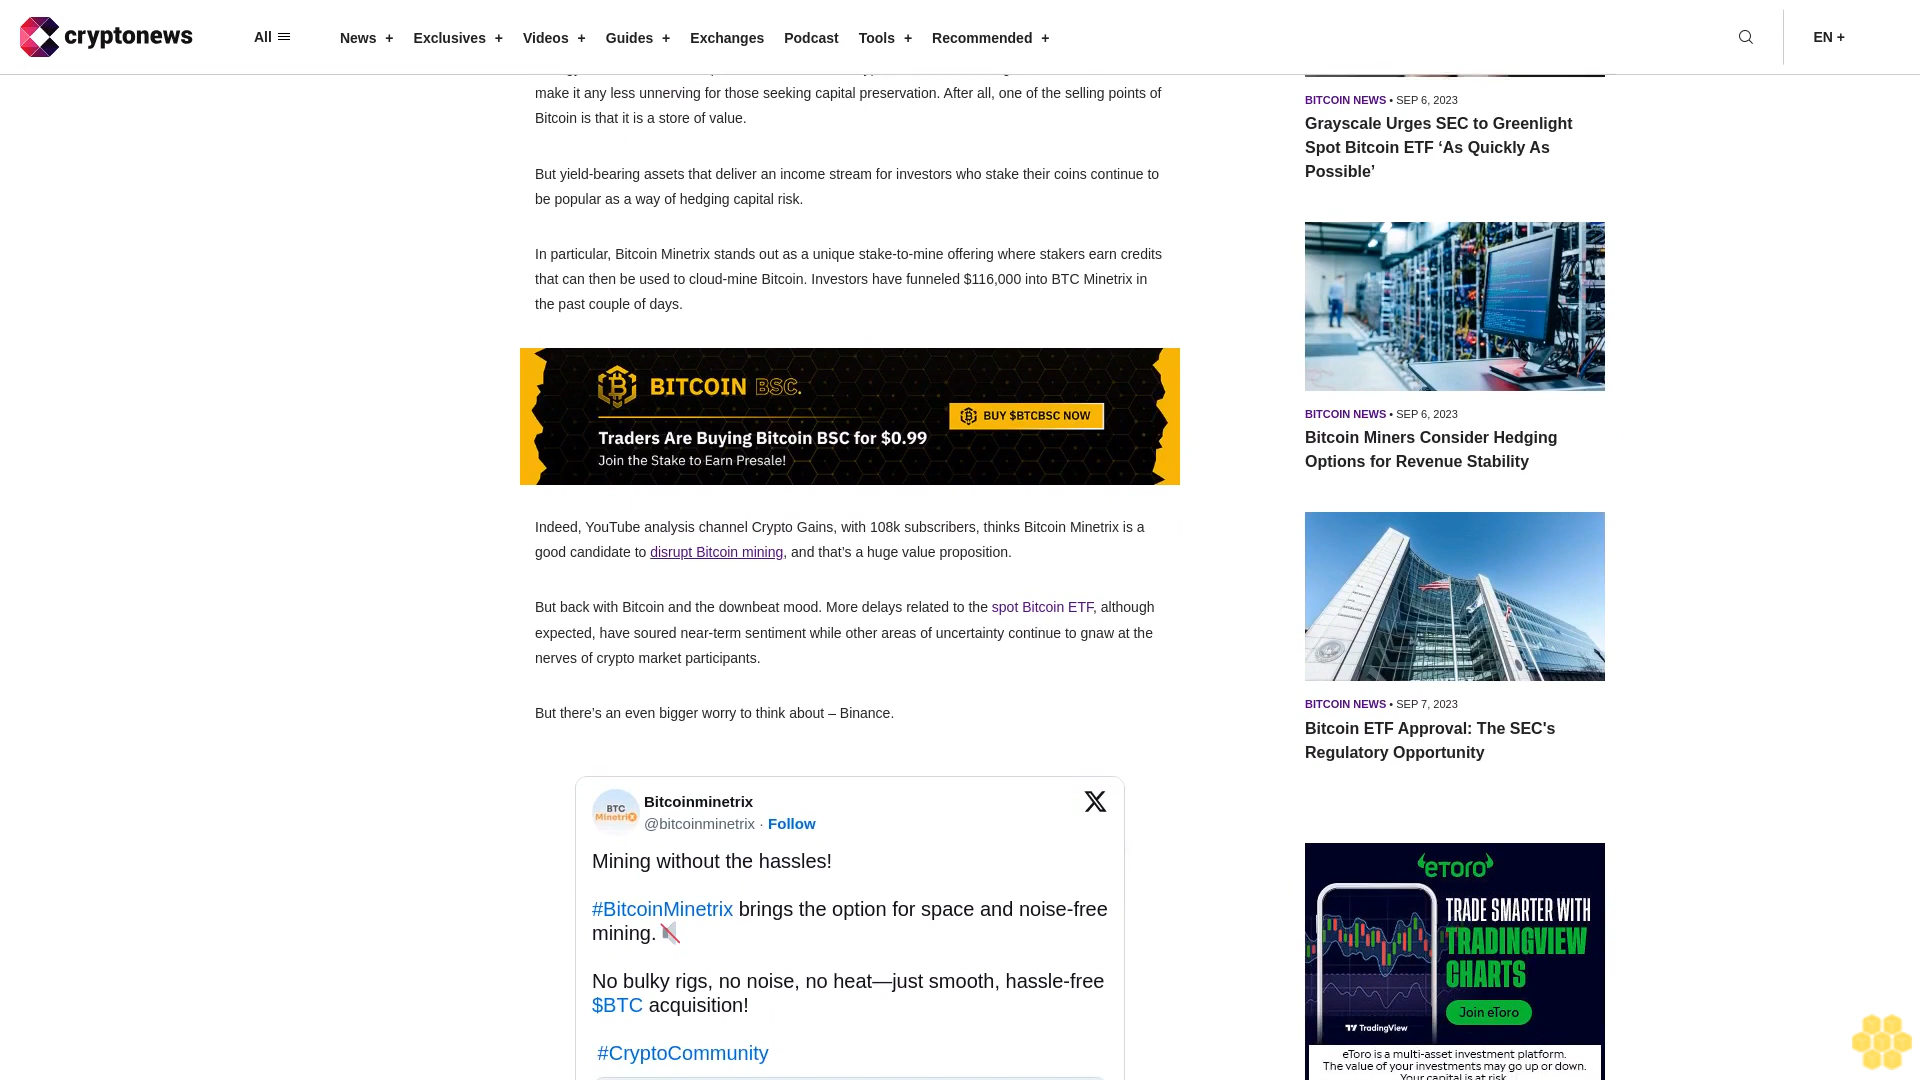 cryptonews
All
News +
Exclusives +
Videos +
Guides +
Exchanges
Podcast
Tools +
Recommended +
EN +
make it any less unnerving for those seeking capital preservation. After all, one of the selling points of
Bitcoin is that it is a store of value.
But yield-bearing assets that deliver an income stream for investors who stake their coins continue to
be popular as a way of hedging capital risk.
In particular, Bitcoin Minetrix stands out as a unique stake-to-mine offering where stakers earn credits
that can then be used to cloud-mine Bitcoin. Investors have funneled $116,000 into BTC Minetrix in
the past couple of days.
BITCOIN BSC.
Traders Are Buying Bitcoin BSC for $0.99
Join the Stake to Earn Presale!
BUY $BTCBSC NOW
Indeed, YouTube analysis channel Crypto Gains, with 108k subscribers, thinks Bitcoin Minetrix is a
good candidate to disrupt Bitcoin mining, and that’s a huge value proposition.
But back with Bitcoin and the downbeat mood. More delays related to the spot Bitcoin ETF, although
expected, have soured near-term sentiment while other areas of uncertainty continue to gnaw at the
nerves of crypto market participants.
But there’s an even bigger worry to think about – Binance.
BTC
Minetrix
Bitcoinminetrix
@bitcoinminetrix · Follow
Mining without the hassles!
#BitcoinMinetrix brings the option for space and noise-free
mining.
No bulky rigs, no noise, no heat—just smooth, hassle-free
$BTC acquisition!
#CryptoCommunity
BITCOIN NEWS • SEP 6, 2023
Grayscale Urges SEC to Greenlight
Spot Bitcoin ETF ‘As Quickly As
Possible’
BITCOIN NEWS • SEP 6, 2023
Bitcoin Miners Consider Hedging
Options for Revenue Stability
BITCOIN NEWS • SEP 7, 2023
Bitcoin ETF Approval: The SEC's
Regulatory Opportunity
eToro
TRADE SMARTER WITH
TRADINGVIEW
CHARTS
Join eToro
TradingView
eToro is a multi-asset investment platform.
The value of your investments may go up or down.
Your capital is at risk.